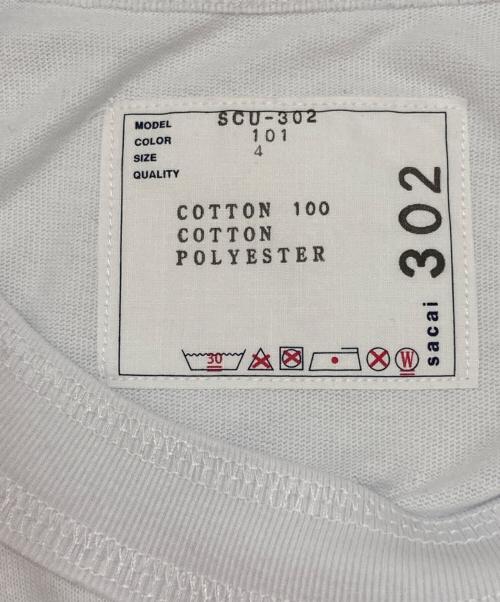 MODEL SCU-302
COLOR 101
SIZE 4
QUALITY
COTTON 100
COTTON
POLYESTER
30
W
sacai 302